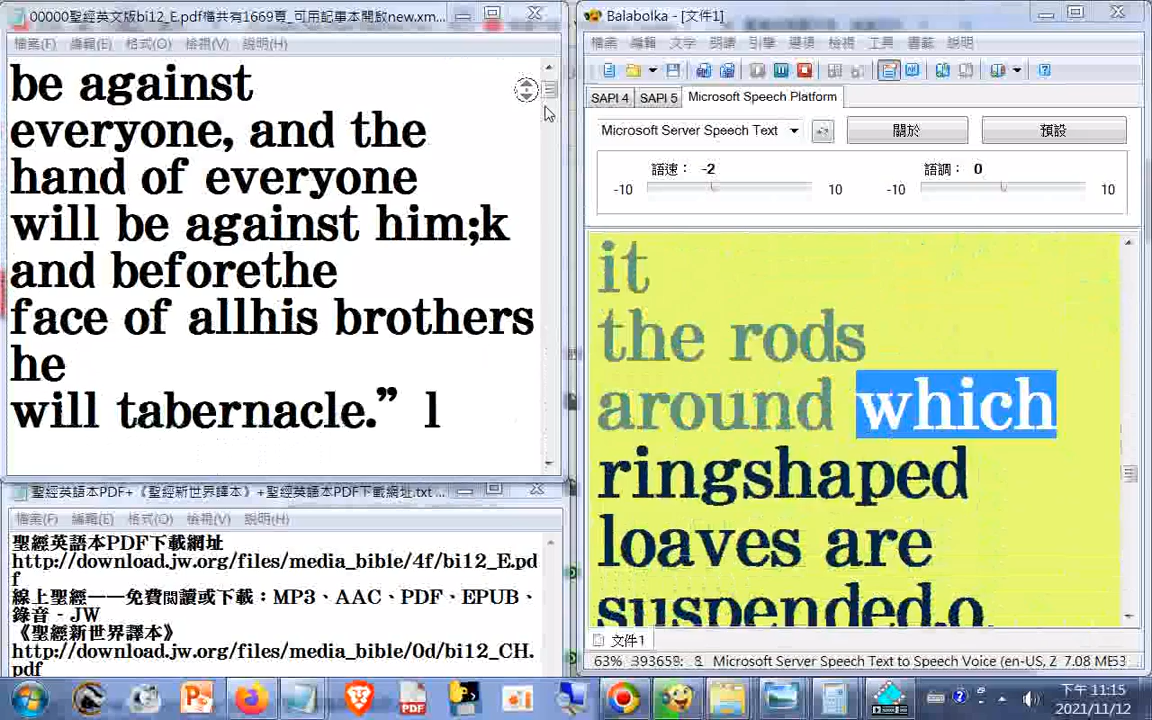 00000聖經英文版bi12_E.pdf檔共有1669頁_可用記事本開啟new.xm...
檔案(F) 編輯(E) 格式(O) 檢視(V) 說明(H)
be against
everyone, and the
hand of everyone
will be against him;k
and beforethe
face of allhis brothers
he
will tabernacle.” l
聖經英語本PDF+《聖經新世界譯本》+聖經英語本PDF下載網址.txt ...
檔案(F) 編輯(E) 格式(O) 檢視(V) 說明(H)
聖經英語本PDF下載網址
http://download.jw.org/files/media_bible/4f/bi12_E.pd
f
線上聖經——免費閱讀或下載：MP3、AAC、PDF、EPUB、
錄音 - JW
《聖經新世界譯本》
http://download.jw.org/files/media_bible/0d/bi12_CH.
pdf
Balabolka - [文件1]
檔案 編輯 文字 朗讀 引擎 選項 檢視 工具 書籤 說明
SAPI 4 SAPI 5 Microsoft Speech Platform
Microsoft Server Speech Text 關於 預設
語速： -2 語調： 0
-10 10 -10 10
it
the rods
around which
ringshaped
loaves are
suspended.o
文件1
63% Microsoft Server Speech Text to Speech Voice (en-US, Z 7.08 MB
下午 11:15
2021/11/12